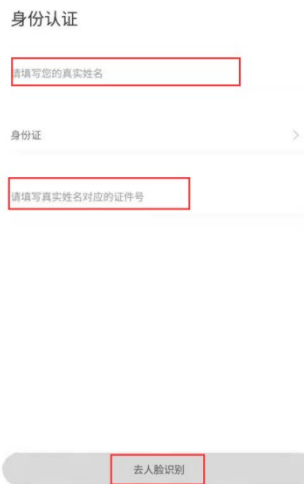 身份认证
请填写您的真实姓名
身份证
请填写真实姓名对应的证件号
去人脸识别